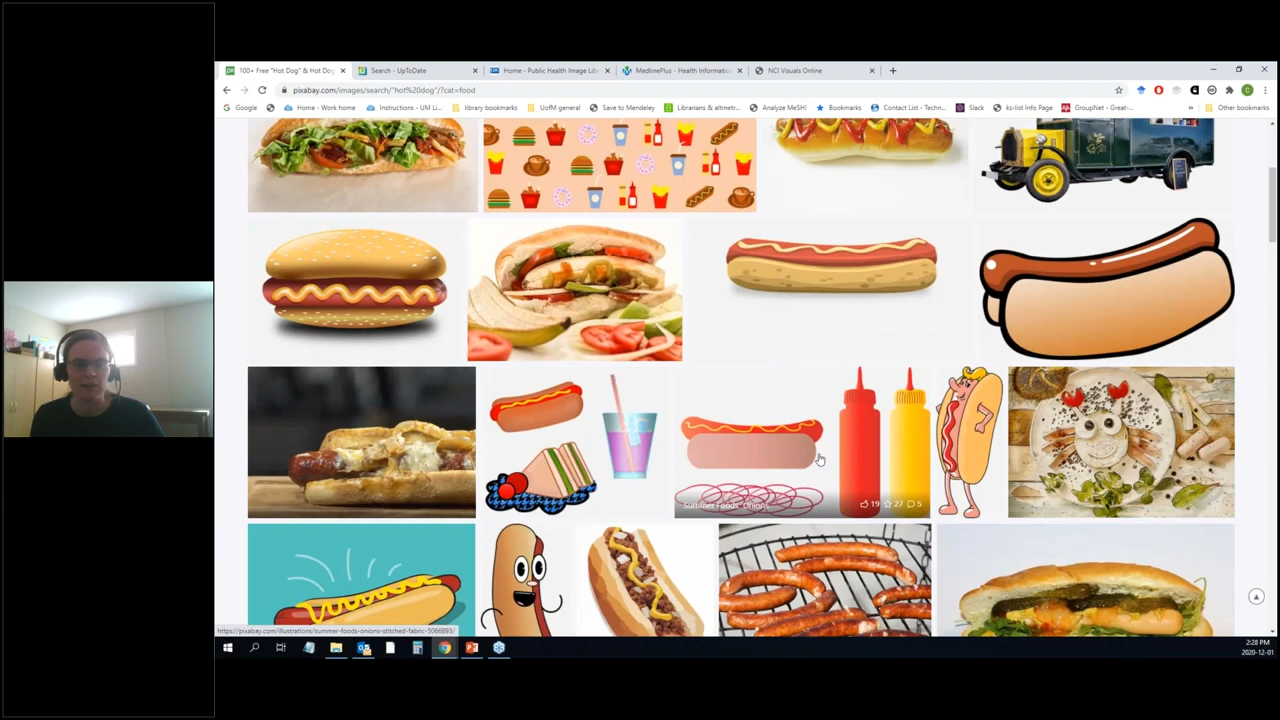 100+ Free "Hot Dog" & Hot Dog
Search - UpToDate
Home - Public Health Image Libr
MedlinePlus - Health Information
NCI Visuals Online
pixabay.com/images/search/"hot%20dog"/?cat=food
Google
Home - Work home
Instructions - UM Li...
library bookmarks
UofM general
Save to Mendeley
Librarians & altmetr...
Analyze MeSH!
Bookmarks
Contact List - Techn...
Slack
ks-list Info Page
GroupNet - Great-...
»
Other bookmarks
Summer Foods Onions
19 27 5
https://pixabay.com/illustrations/summer-foods-onions-stitched-fabric-5066893/
2:28 PM
2020-12-01